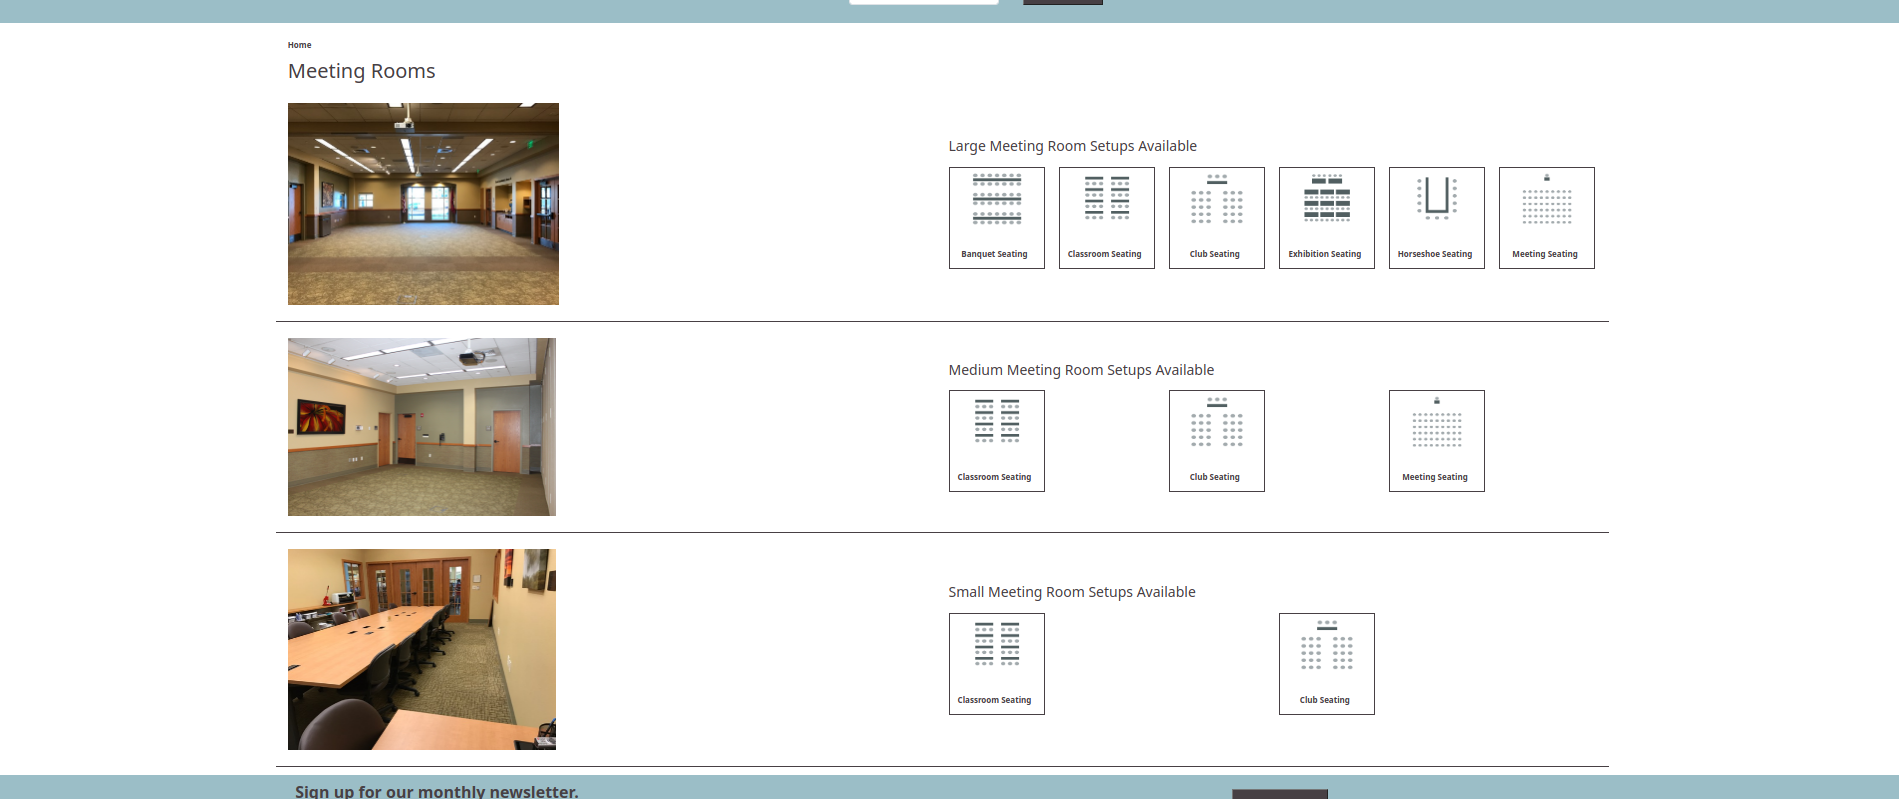 Home
Meeting Rooms
Large Meeting Room Setups Available
Banquet Seating
Classroom Seating
Club Seating
Exhibition Seating
Horseshoe Seating
Meeting Seating
Medium Meeting Room Setups Available
Classroom Seating
Club Seating
Meeting Seating
Small Meeting Room Setups Available
Classroom Seating
Club Seating
Sign up for our monthly newsletter.